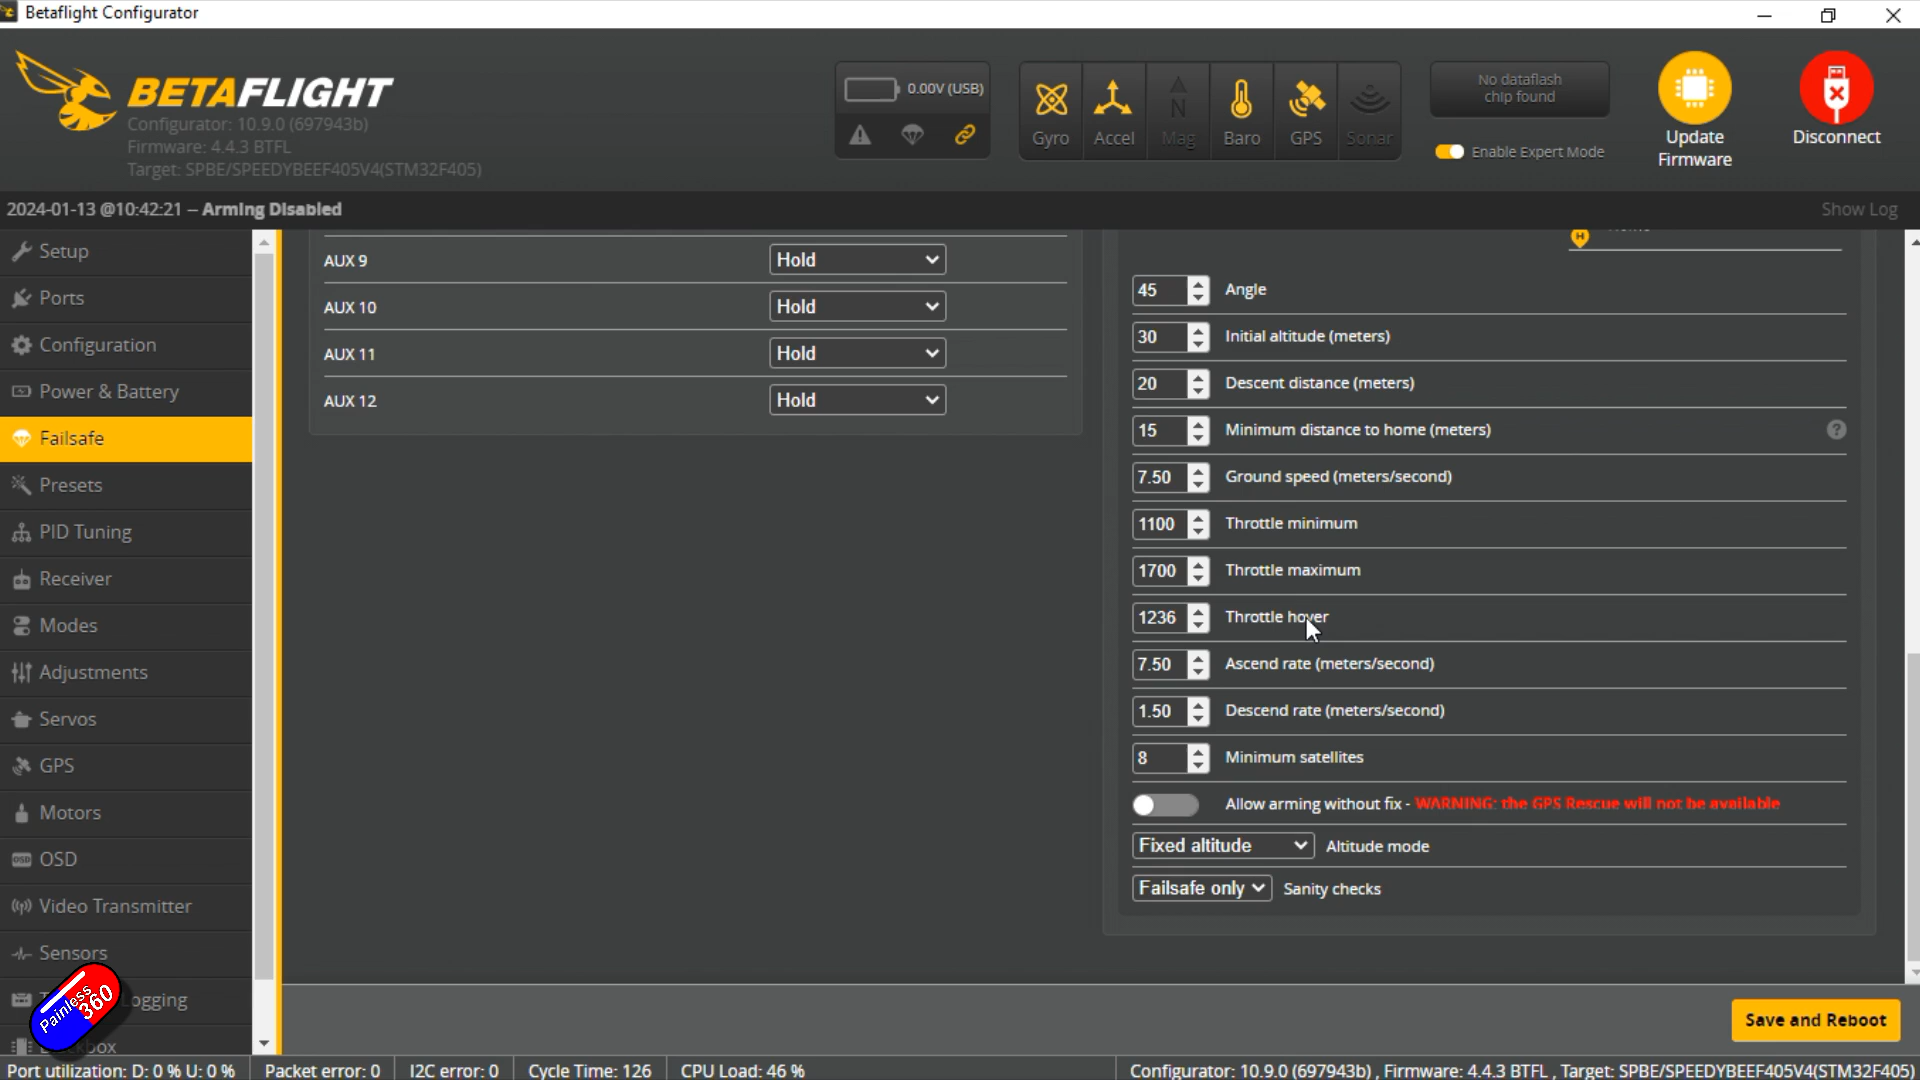 Betaflight Configurator
BETAFLIGHT
Configurator: 10.9.0 (697943b)
Firmware: 4.4.3 BTFL
Target: SPBE/SPEEDYBEEF405V4(STM32F405)
0.00V (USB)
Gyro
Accel
N
Mag
Baro
GPS
Sonar
No dataflash
chip found
Enable Expert Mode
Update
Firmware
Disconnect
2024-01-13 @10:42:21 – Arming Disabled
Show Log
Setup
Ports
Configuration
Power & Battery
Failsafe
Presets
PID Tuning
Receiver
Modes
Adjustments
Servos
GPS
Motors
OSD OSD
Video Transmitter
Sensors
Logging
Painless
360
AUX 9 Hold
AUX 10 Hold
AUX 11 Hold
AUX 12 Hold
H
45 Angle
30 Initial altitude (meters)
20 Descent distance (meters)
15 Minimum distance to home (meters) ?
7.50 Ground speed (meters/second)
1100 Throttle minimum
1700 Throttle maximum
1236 Throttle hover
7.50 Ascend rate (meters/second)
1.50 Descend rate (meters/second)
8 Minimum satellites
Allow arming without fix - WARNING: the GPS Rescue will not be available
Fixed altitude Altitude mode
Failsafe only Sanity checks
Save and Reboot
Port utilization: D: 0 % U: 0 % Packet error: 0 I2C error: 0 Cycle Time: 126 CPU Load: 46 % Configurator: 10.9.0 (697943b) , Firmware: 4.4.3 BTFL , Target: SPBE/SPEEDYBEEF405V4(STM32F405)